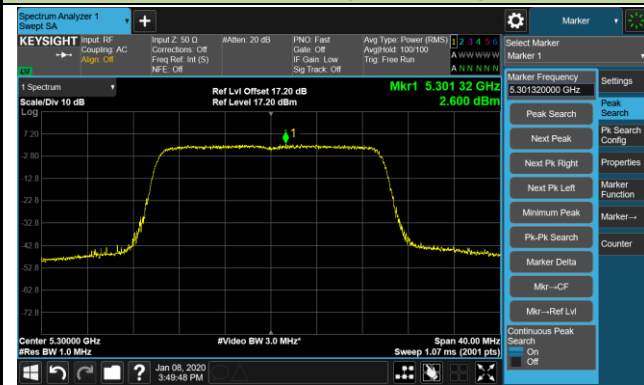 Spectrum Analyzer 1
Swept SA
Marker
KEYSIGHT
Input: RF
Coupling: AC
Align: Off
Input Z: 50 Ω
Corrections: Off
Freq Ref: Int (S)
NFE: Off
#Atten: 20 dB
PNO: Fast
Gate: Off
IF Gain: Low
Sig Track: Off
Avg Type: Power (RMS)
Avg|Hold: 100/100
Trig: Free Run
1 2 3 4 5 6
A W W W W W
A N N N N N
Select Marker
Marker 1
LW
1 Spectrum
Scale/Div 10 dB
Log
Ref Lvl Offset 17.20 dB
Ref Level 17.20 dBm
Mkr1 5.301 32 GHz
2.600 dBm
1
7.20
-2.80
-12.8
-22.8
-32.8
-42.8
-52.8
-62.8
-72.8
Center 5.30000 GHz
#Res BW 1.0 MHz
#Video BW 3.0 MHz*
Span 40.00 MHz
Sweep 1.07 ms (2001 pts)
Marker Frequency
5.301320000 GHz
Peak Search
Next Peak
Next Pk Right
Next Pk Left
Minimum Peak
Pk-Pk Search
Marker Delta
Mkr→CF
Mkr→Ref Lvl
Continuous Peak
Search
On
Off
Settings
Peak
Search
Pk Search
Config
Properties
Marker
Function
Marker→
Counter
?
Jan 08, 2020
3:49:48 PM